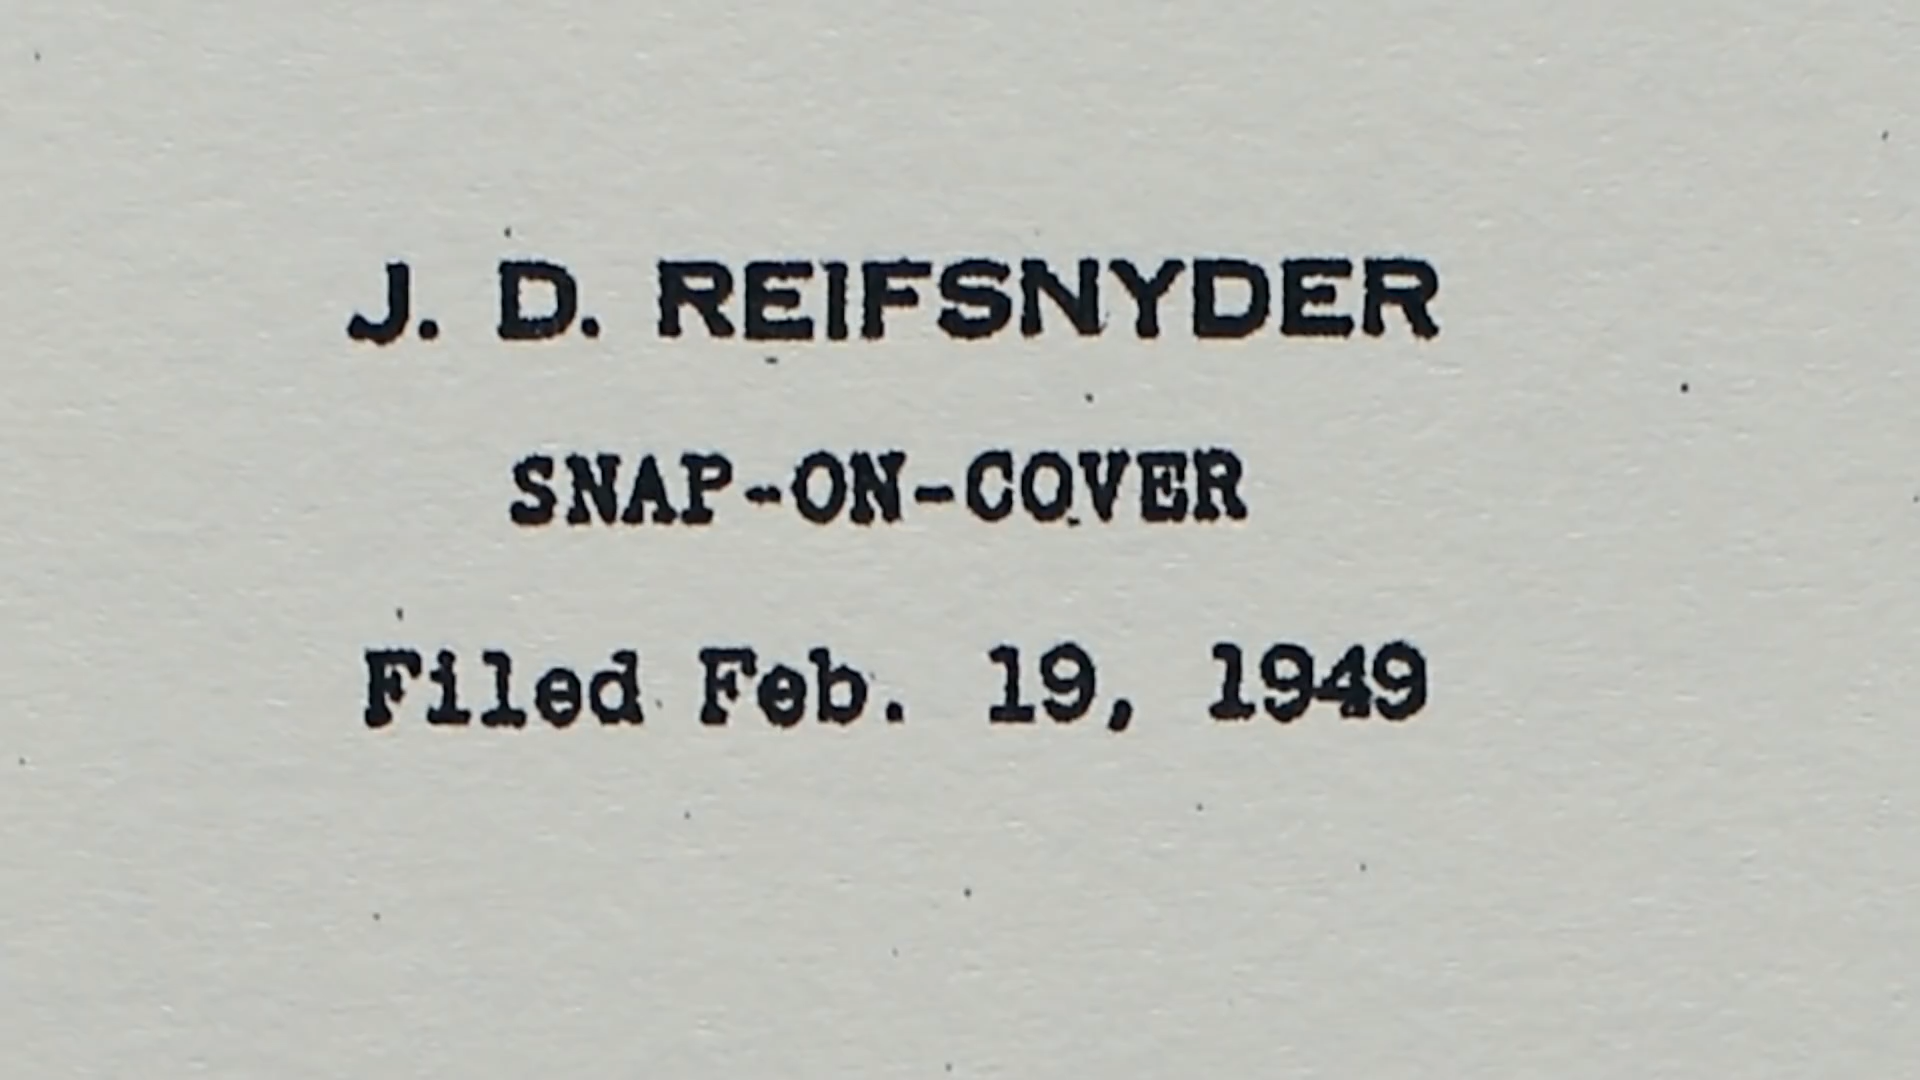 J. D. REIFSNYDER
SNAP-ON-COVER
Filed Feb. 19, 1949